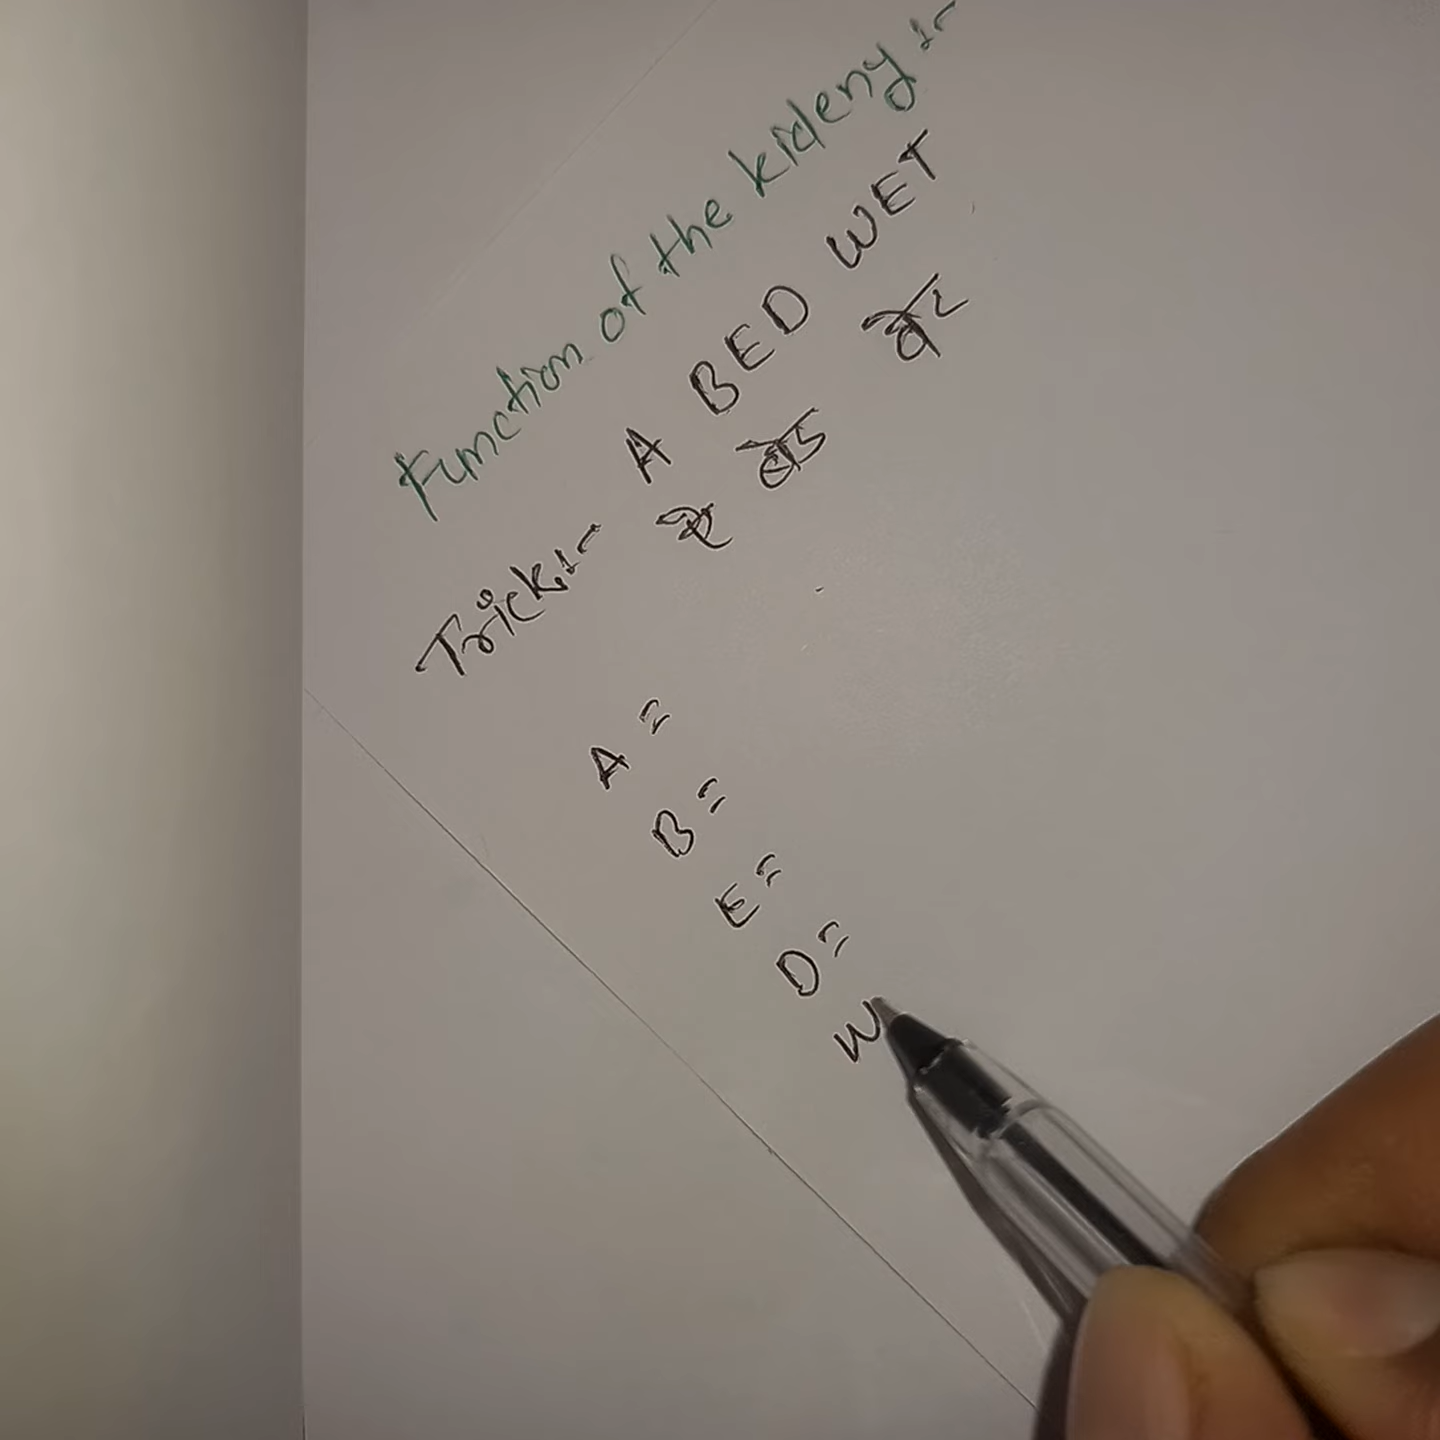 Function of the kideny :-
Trick :- A BED WET
ए बेड वेट
A =
B =
E =
D =
W